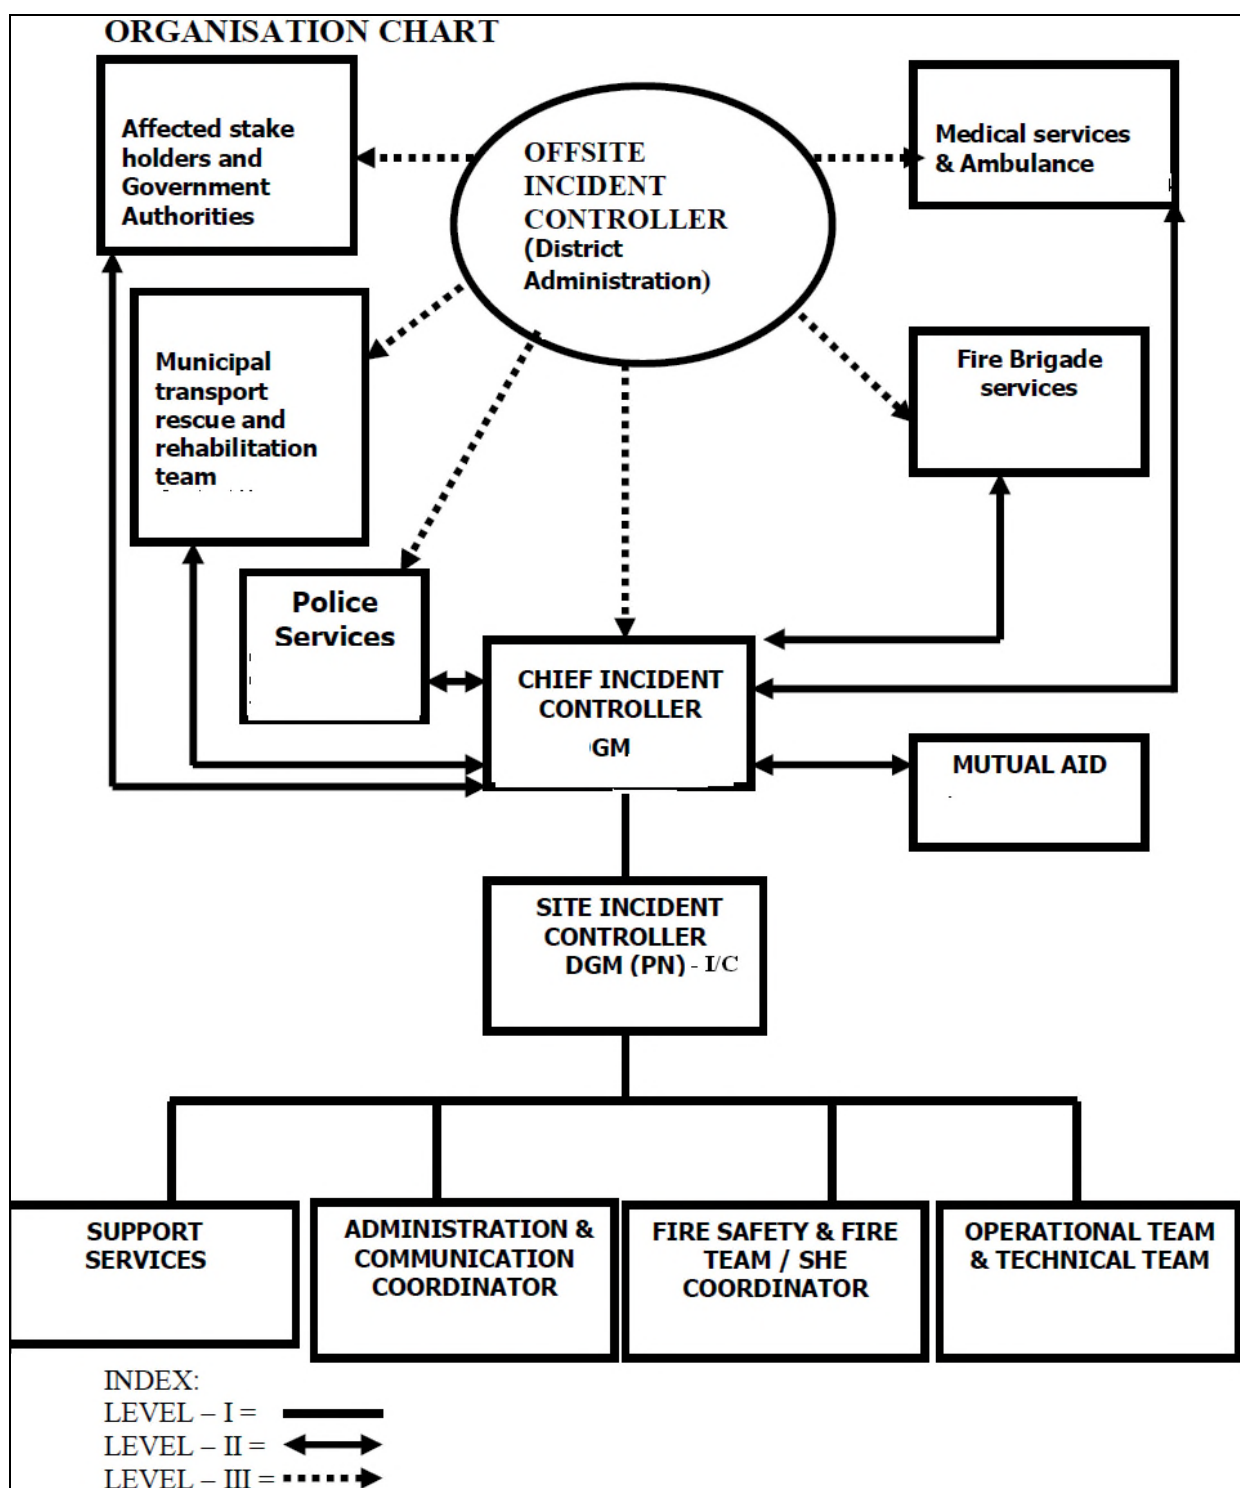 ORGANISATION CHART
Affected stake
holders and
Government
Authorities
OFFSITE
INCIDENT
CONTROLLER
(District
Administration)
Medical services
& Ambulance
Municipal
transport
rescue and
rehabilitation
team
Fire Brigade
services
Police
Services
CHIEF INCIDENT
CONTROLLER
GM
MUTUAL AID
SITE INCIDENT
CONTROLLER
DGM (PN) - I/C
SUPPORT
SERVICES
ADMINISTRATION &
COMMUNICATION
COORDINATOR
FIRE SAFETY & FIRE
TEAM / SHE
COORDINATOR
OPERATIONAL TEAM
& TECHNICAL TEAM
INDEX:
LEVEL – I =
LEVEL – II =
LEVEL – III =